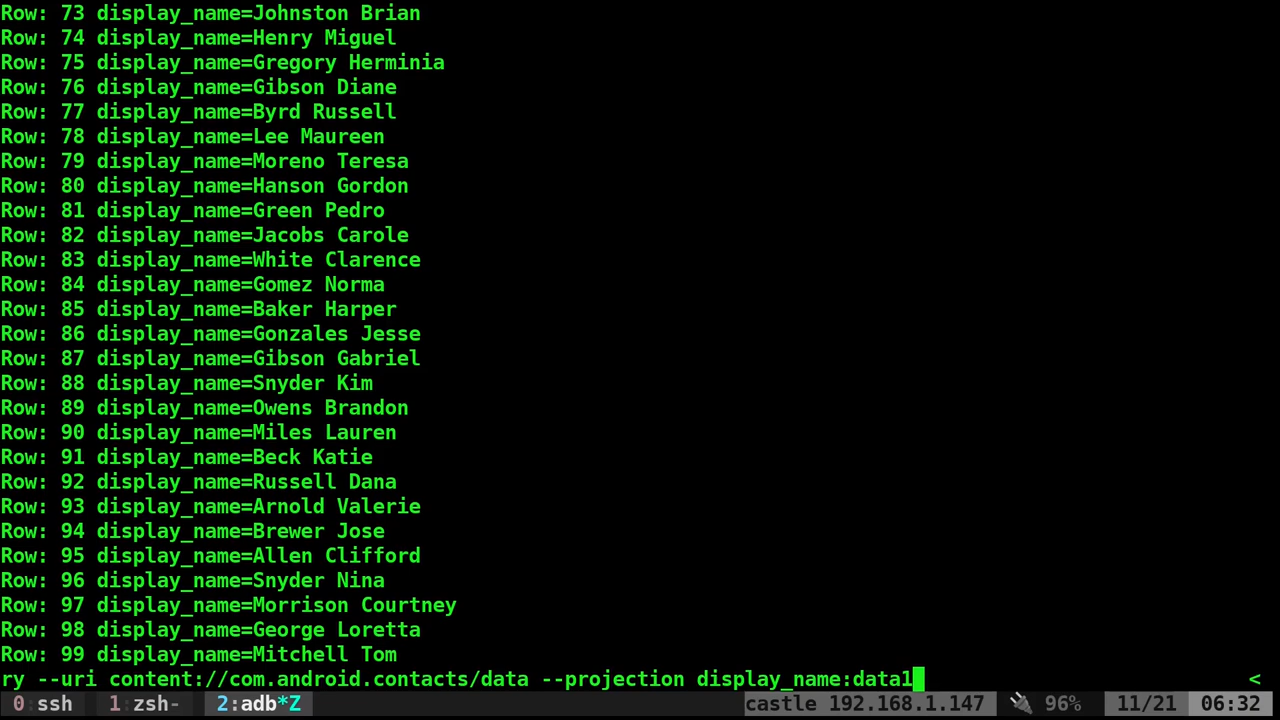 Row: 73 display_name=Johnston Brian
Row: 74 display_name=Henry Miguel
Row: 75 display_name=Gregory Herminia
Row: 76 display_name=Gibson Diane
Row: 77 display_name=Byrd Russell
Row: 78 display_name=Lee Maureen
Row: 79 display_name=Moreno Teresa
Row: 80 display_name=Hanson Gordon
Row: 81 display_name=Green Pedro
Row: 82 display_name=Jacobs Carole
Row: 83 display_name=White Clarence
Row: 84 display_name=Gomez Norma
Row: 85 display_name=Baker Harper
Row: 86 display_name=Gonzales Jesse
Row: 87 display_name=Gibson Gabriel
Row: 88 display_name=Snyder Kim
Row: 89 display_name=Owens Brandon
Row: 90 display_name=Miles Lauren
Row: 91 display_name=Beck Katie
Row: 92 display_name=Russell Dana
Row: 93 display_name=Arnold Valerie
Row: 94 display_name=Brewer Jose
Row: 95 display_name=Allen Clifford
Row: 96 display_name=Snyder Nina
Row: 97 display_name=Morrison Courtney
Row: 98 display_name=George Loretta
Row: 99 display_name=Mitchell Tom
ry --uri content://com.android.contacts/data --projection display_name:data1 <
0 ssh 1:zsh- 2:adb*Z castle 192.168.1.147 96% 11/21 06:32